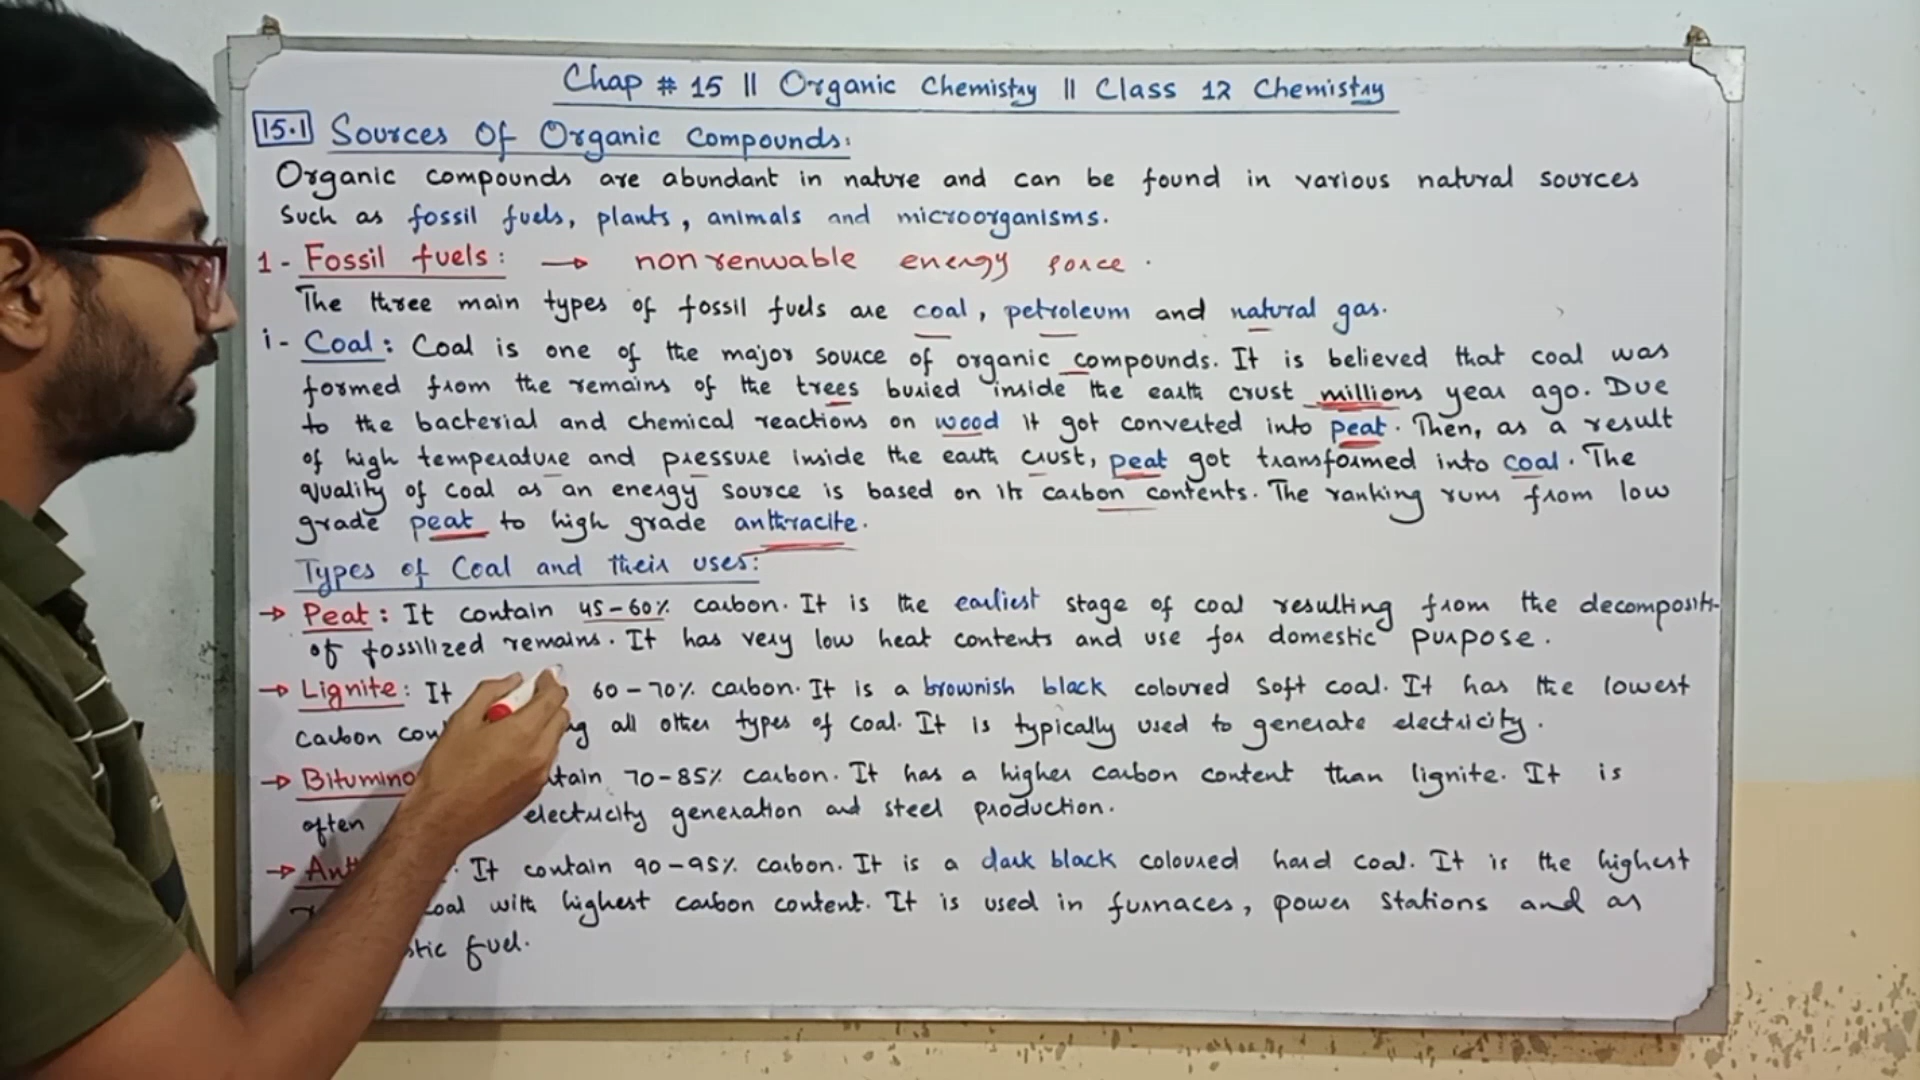 Chap # 15 || Organic Chemistry || Class 12 Chemistry
15.1 Sources Of Organic Compounds:
Organic compounds are abundant in nature and can be found in various natural sources
Such as fossil fuels, plants, animals and microorganisms.
1- Fossil fuels: → non renwable energy sorce.
The three main types of fossil fuels are coal, petroleum and natural gas.
i- Coal: Coal is one of the major source of organic compounds. It is believed that coal was
formed from the remains of the trees buried inside the earth crust millions year ago. Due
to the bacterial and chemical reactions on wood it got converted into peat. Then, as a result
of high temperature and pressure inside the earth crust, peat got transformed into coal. The
quality of coal as an energy source is based on its carbon contents. The ranking runs from low
grade peat to high grade anthracite.
Types of Coal and their uses:
→ Peat: It contain 45-60% carbon. It is the earliest stage of coal resulting from the decompositi-
of fossilized remains. It has very low heat contents and use for domestic purpose.
→ Lignite: It 60-70% carbon. It is a brownish black coloured soft coal. It has the lowest
carbon con ng all other types of coal. It is typically used to generate electricity.
→ Bitumino ntain 70-85% carbon. It has a higher carbon content than lignite. It is
often electricity generation and steel production.
→ Ant It contain 90-95% carbon. It is a dark black coloured hard coal. It is the highest
coal with highest carbon content. It is used in furnaces, power stations and as
stic fuel.